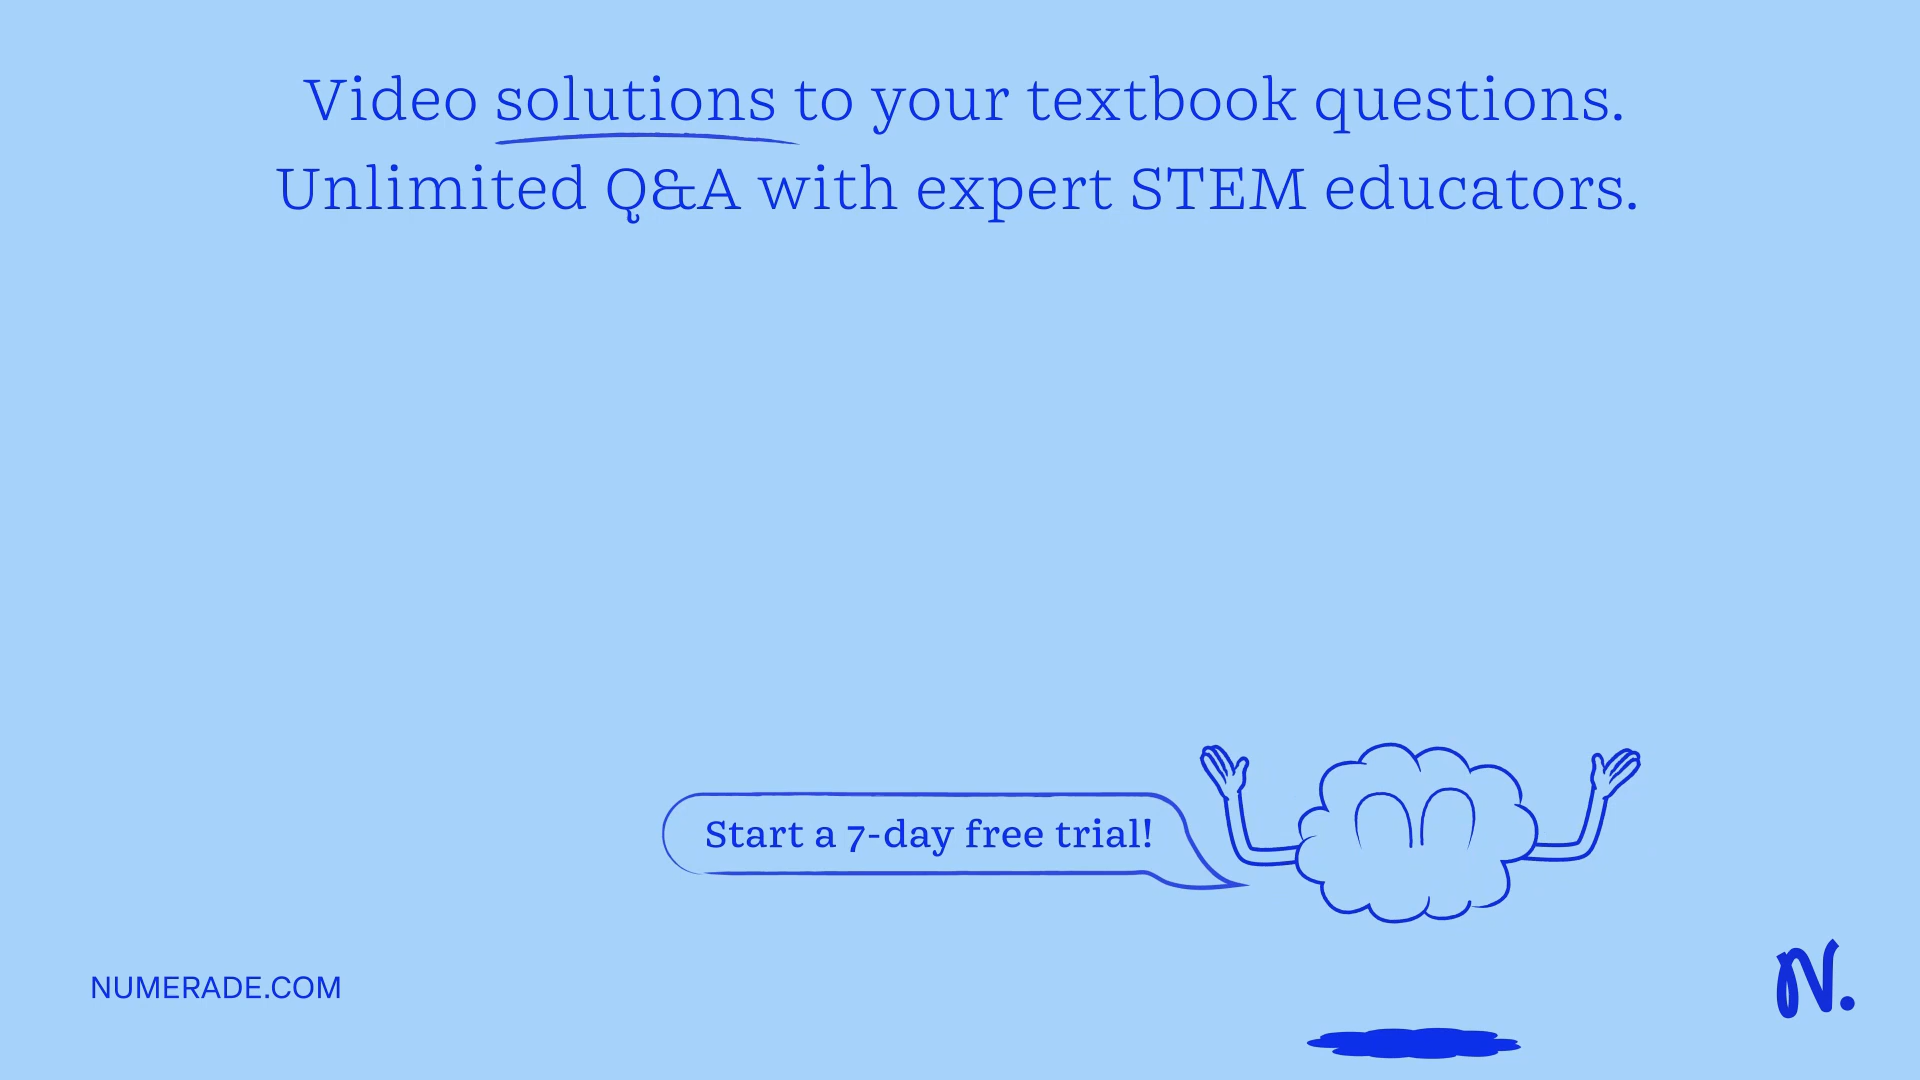 Video solutions to your textbook questions.
Unlimited Q&A with expert STEM educators.
Start a 7-day free trial!
NUMERADE.COM
N.